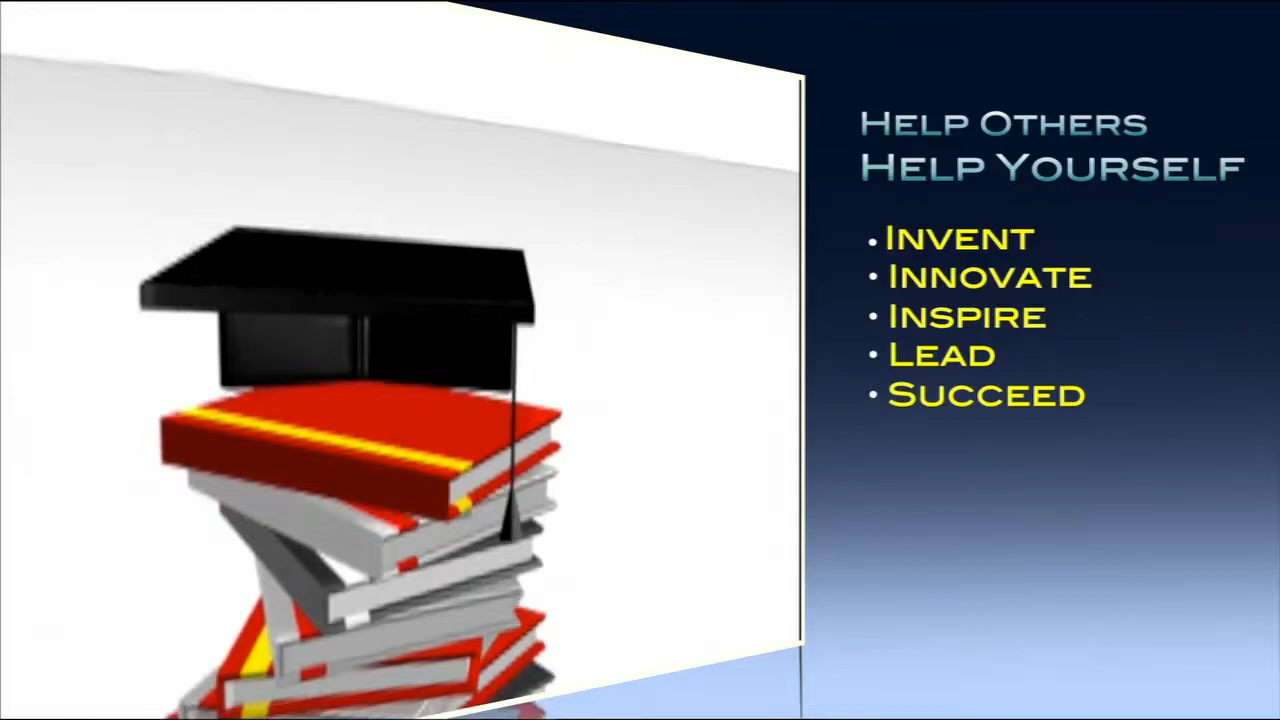 Help Others
Help Yourself
• Invent
• Innovate
• Inspire
• Lead
• Succeed